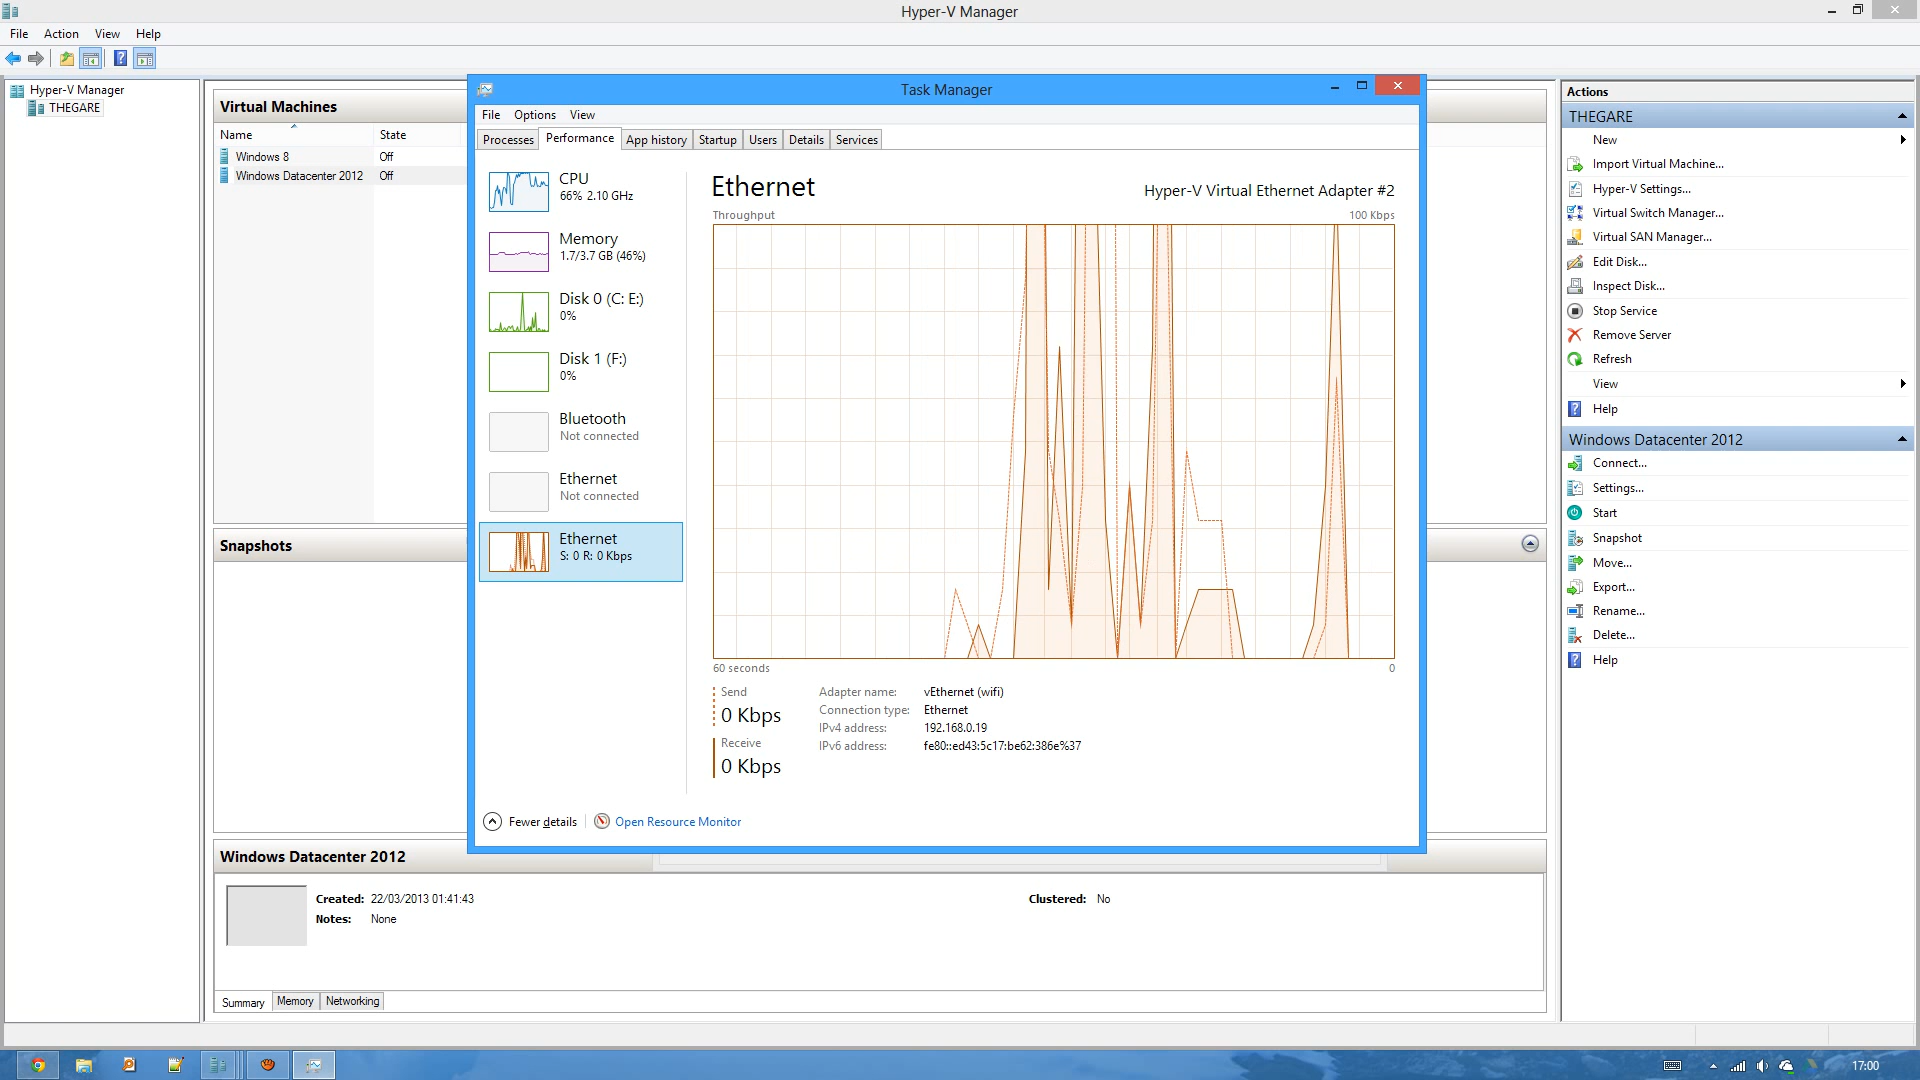 Hyper-V Manager
File Action View Help
Hyper-V Manager
THEGARE
Virtual Machines
Name State
Windows 8 Off
Windows Datacenter 2012 Off
Snapshots
Task Manager
File Options View
Processes Performance App history Startup Users Details Services
CPU
66% 2.10 GHz
Memory
1.7/3.7 GB (46%)
Disk 0 (C: E:)
0%
Disk 1 (F:)
0%
Bluetooth
Not connected
Ethernet
Not connected
Ethernet
S: 0 R: 0 Kbps
Ethernet Hyper-V Virtual Ethernet Adapter #2
Throughput 100 Kbps
60 seconds 0
Send
0 Kbps
Receive
0 Kbps
Adapter name: vEthernet (wifi)
Connection type: Ethernet
IPv4 address: 192.168.0.19
IPv6 address: fe80::ed43:5c17:be62:386e%37
Fewer details Open Resource Monitor
Windows Datacenter 2012
Created: 22/03/2013 01:41:43 Clustered: No
Notes: None
Summary Memory Networking
Actions
THEGARE
New
Import Virtual Machine...
Hyper-V Settings...
Virtual Switch Manager...
Virtual SAN Manager...
Edit Disk...
Inspect Disk...
Stop Service
Remove Server
Refresh
View
Help
Windows Datacenter 2012
Connect...
Settings...
Start
Snapshot
Move...
Export...
Rename...
Delete...
Help
17:00